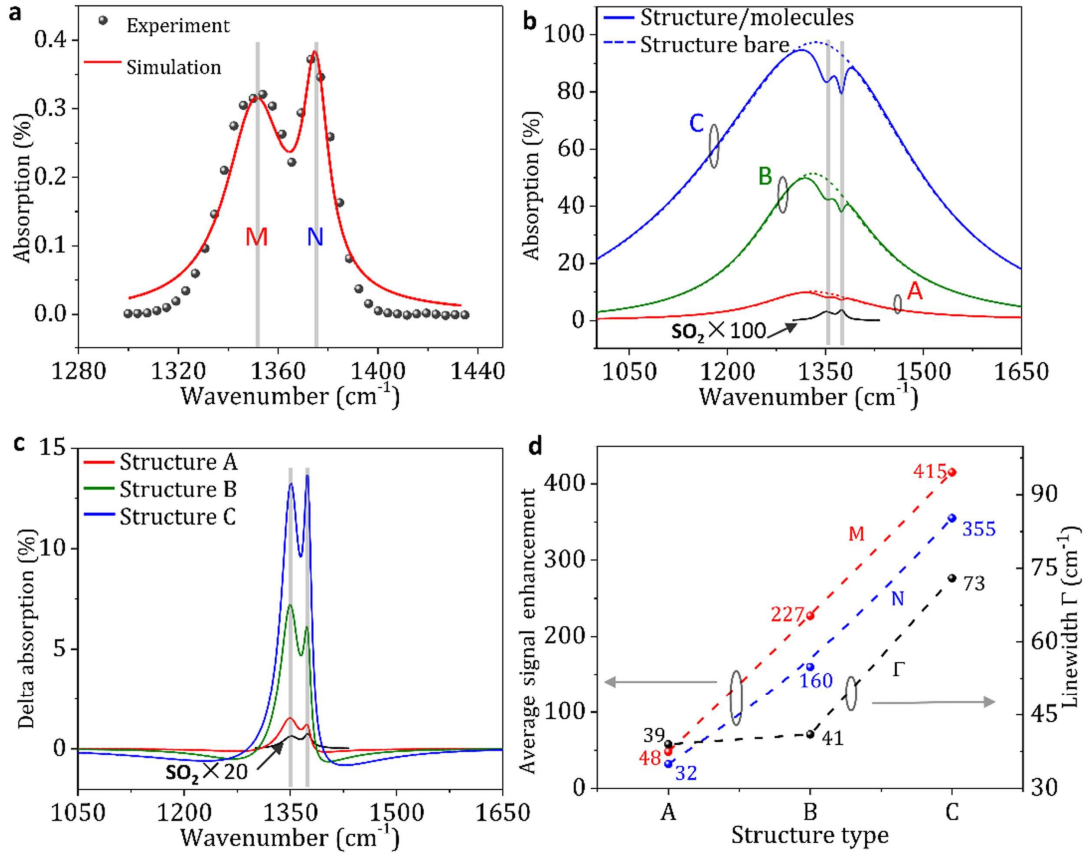 a
Experiment
Simulation
M
N
0.4
0.3
0.2
0.1
0.0
Absorption (%)
1280
1320
1360
1400
1440
Wavenumber (cm⁻¹)
b
Structure/molecules
Structure bare
C
B
A
SO₂×100
100
80
60
40
20
0
Absorption (%)
1050
1200
1350
1500
1650
Wavenumber (cm⁻¹)
c
Structure A
Structure B
Structure C
SO₂×20
15
10
5
0
Delta absorption (%)
1050
1200
1350
1500
1650
Wavenumber (cm⁻¹)
d
415
M
355
N
227
73
Γ
160
39
41
48
32
400
300
200
100
50
0
Average signal enhancement
90
75
60
45
30
Linewidth Γ (cm⁻¹)
A
B
C
Structure type